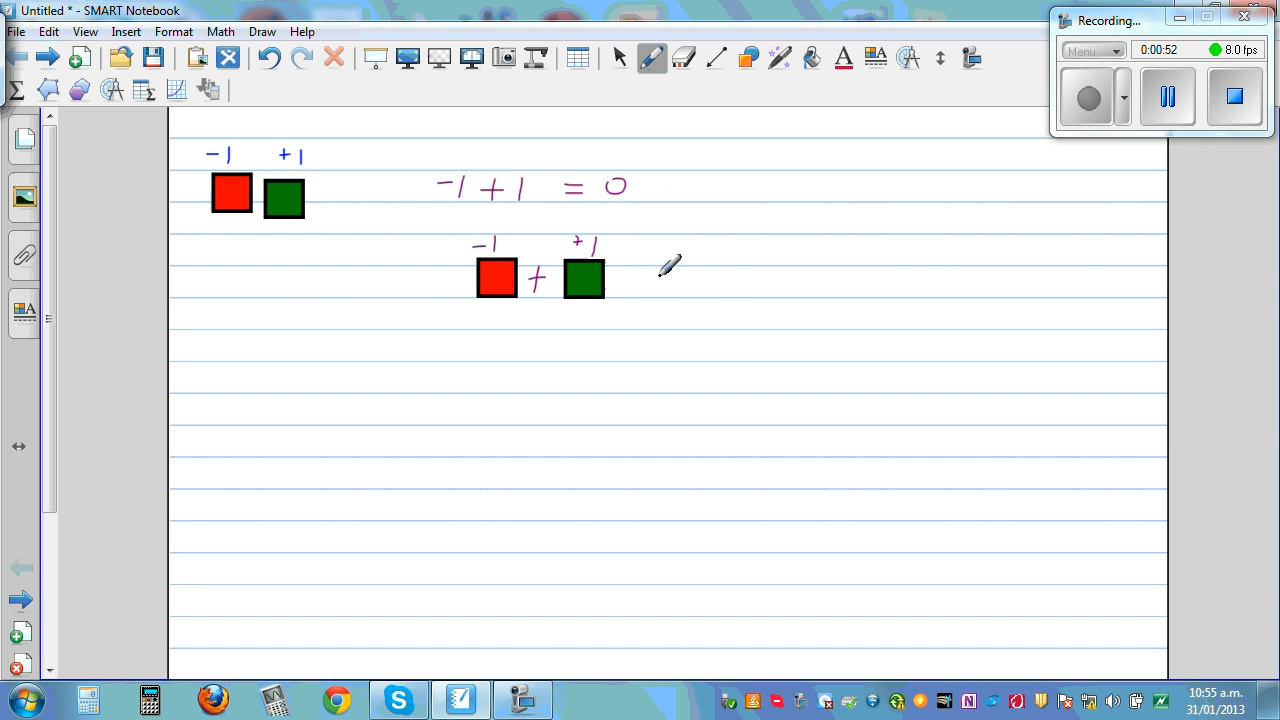 Untitled * - SMART Notebook
File Edit View Insert Format Math Draw Help
Recording...
Menu 0:00:52 8.0 fps
-1 +1
-1 + 1 = 0
-1 +1
+
10:55 a.m.
31/01/2013